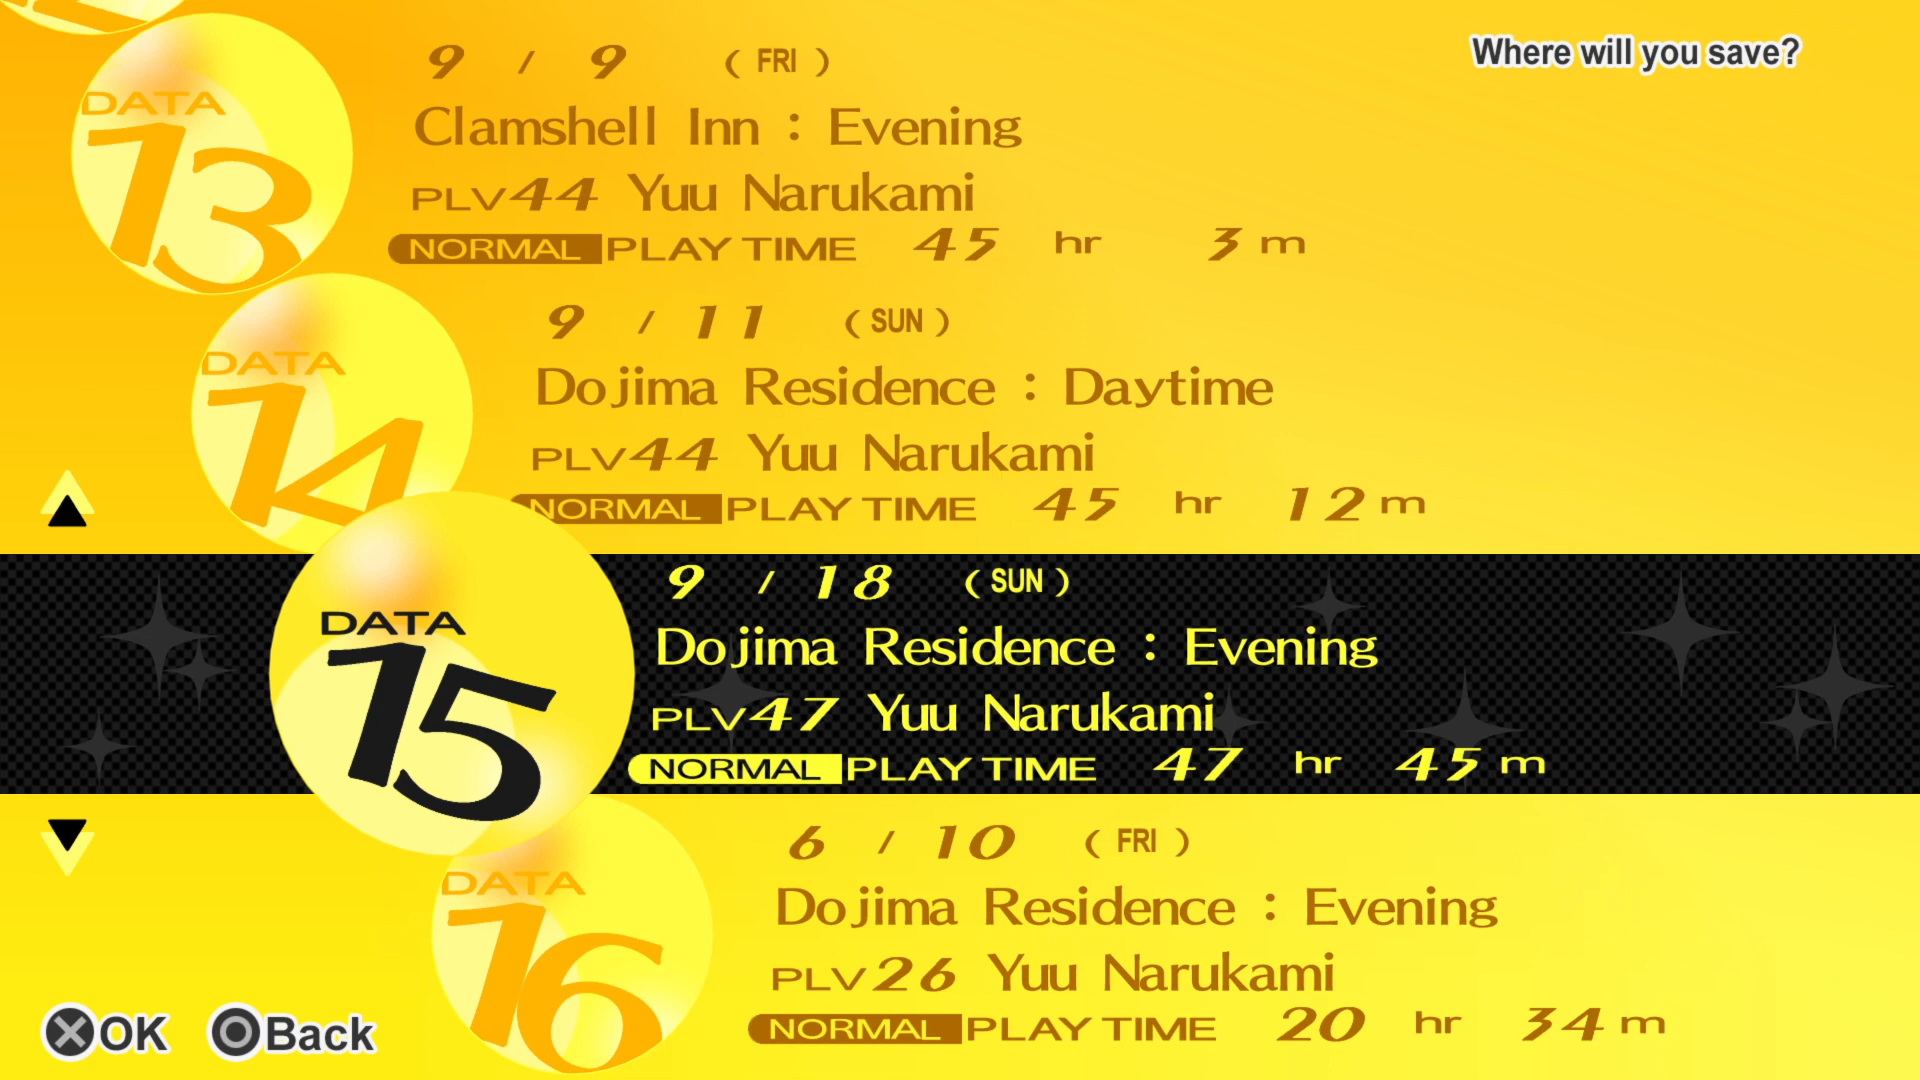 Where will you save?
DATA 13
9 / 9 ( FRI )
Clamshell Inn : Evening
PLV44 Yuu Narukami
NORMAL PLAY TIME 45 hr 3 m
DATA 14
9 / 11 ( SUN )
Dojima Residence : Daytime
PLV44 Yuu Narukami
NORMAL PLAY TIME 45 hr 12 m
DATA 15
9 / 18 ( SUN )
Dojima Residence : Evening
PLV47 Yuu Narukami
NORMAL PLAY TIME 47 hr 45 m
DATA 16
6 / 10 ( FRI )
Dojima Residence : Evening
PLV26 Yuu Narukami
NORMAL PLAY TIME 20 hr 34 m
OK Back